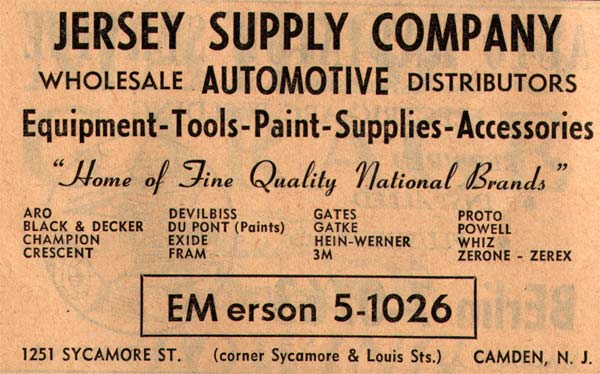 JERSEY SUPPLY COMPANY
WHOLESALE AUTOMOTIVE DISTRIBUTORS
Equipment-Tools-Paint-Supplies-Accessories
"Home of Fine Quality National Brands"
ARO DEVILBISS GATES PROTO
BLACK & DECKER DU PONT (Paints) GATKE POWELL
CHAMPION EXIDE HEIN-WERNER WHIZ
CRESCENT FRAM 3M ZERONE - ZEREX
EM erson 5-1026
1251 SYCAMORE ST. (corner Sycamore & Louis Sts.) CAMDEN, N. J.